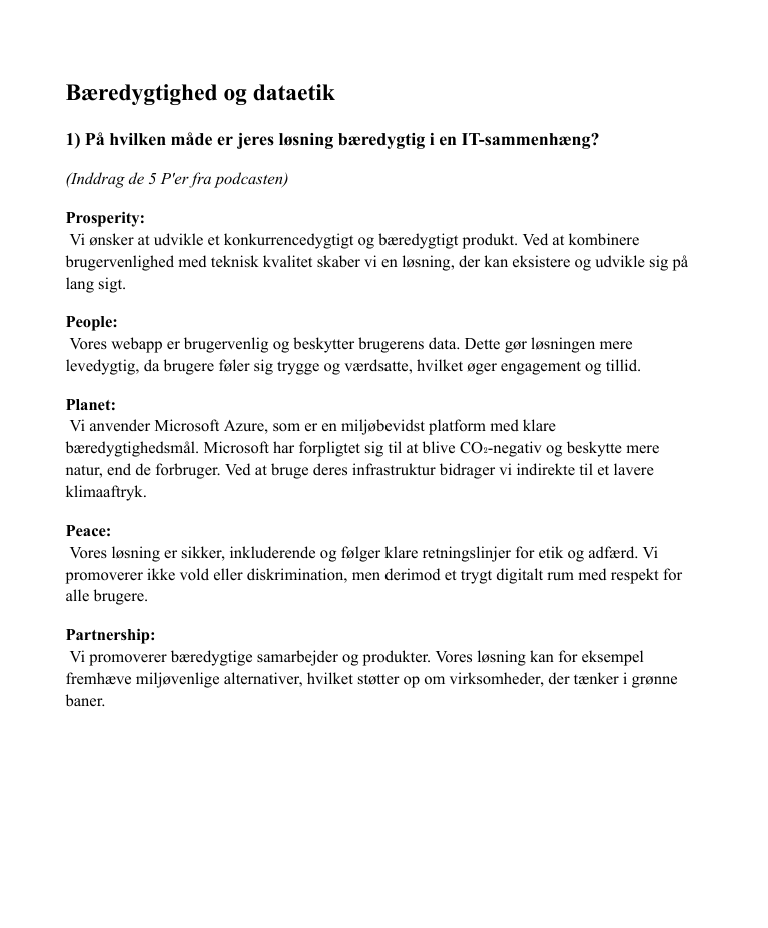 Bæredygtighed og dataetik
1) På hvilken måde er jeres løsning bæredygtig i en IT-sammenhæng?
(Inddrag de 5 P'er fra podcasten)
Prosperity:
Vi ønsker at udvikle et konkurrencedygtigt og bæredygtigt produkt. Ved at kombinere
brugervenlighed med teknisk kvalitet skaber vi en løsning, der kan eksistere og udvikle sig på
lang sigt.
People:
Vores webapp er brugervenlig og beskytter brugerens data. Dette gør løsningen mere
levedygtig, da brugere føler sig trygge og værdsatte, hvilket øger engagement og tillid.
Planet:
Vi anvender Microsoft Azure, som er en miljøbevidst platform med klare
bæredygtighedsmål. Microsoft har forpligtet sig til at blive CO₂-negativ og beskytte mere
natur, end de forbruger. Ved at bruge deres infrastruktur bidrager vi indirekte til et lavere
klimaaftryk.
Peace:
Vores løsning er sikker, inkluderende og følger klare retningslinjer for etik og adfærd. Vi
promoverer ikke vold eller diskrimination, men derimod et trygt digitalt rum med respekt for
alle brugere.
Partnership:
Vi promoverer bæredygtige samarbejder og produkter. Vores løsning kan for eksempel
fremhæve miljøvenlige alternativer, hvilket støtter op om virksomheder, der tænker i grønne
baner.